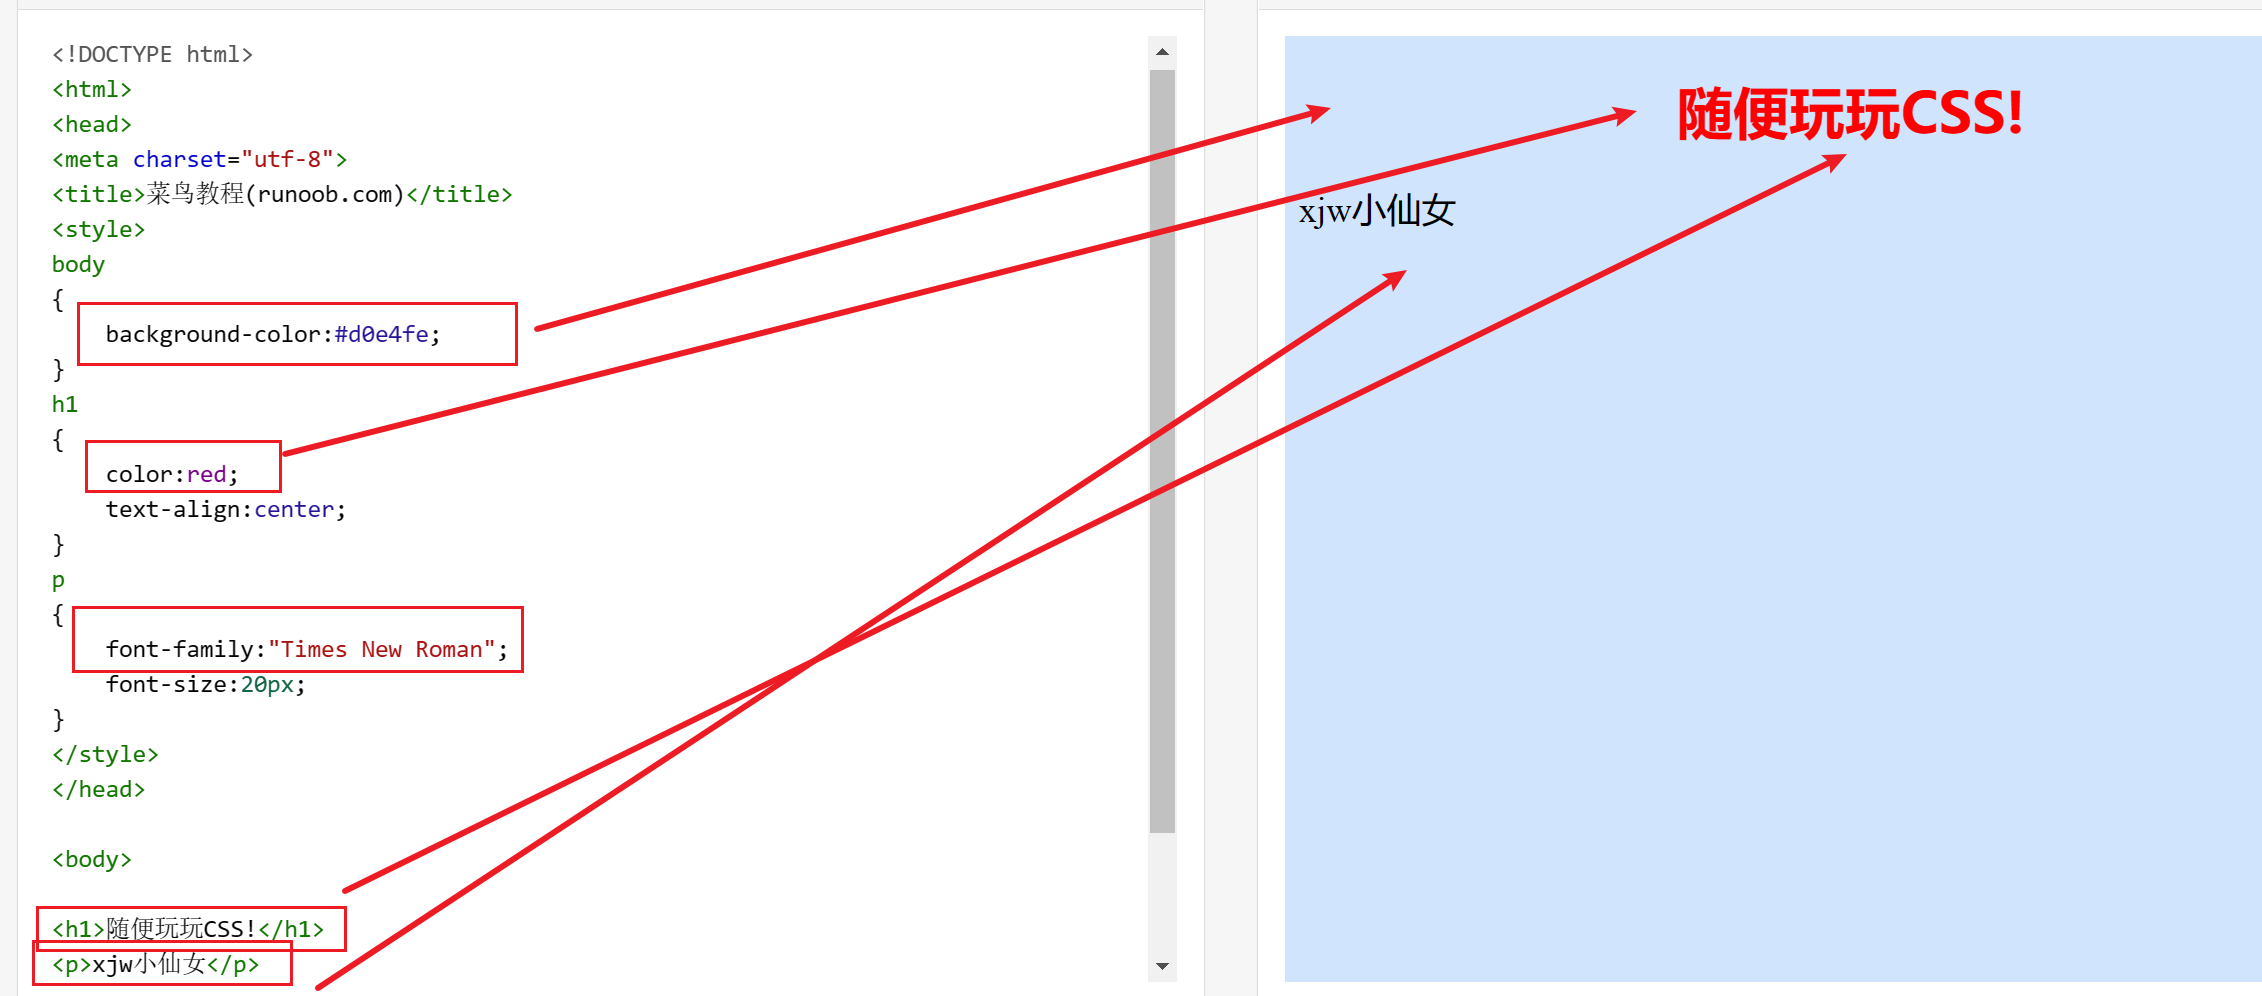 <!DOCTYPE html>
<html>
<head>
<meta charset="utf-8">
<title>菜鸟教程(runoob.com)</title>
<style>
body
{
    background-color:#d0e4fe;
}
h1
{
    color:red;
    text-align:center;
}
p
{
    font-family:"Times New Roman";
    font-size:20px;
}
</style>
</head>

<body>

<h1>随便玩玩CSS!</h1>
<p>xjw小仙女</p>
随便玩玩CSS!
xjw小仙女